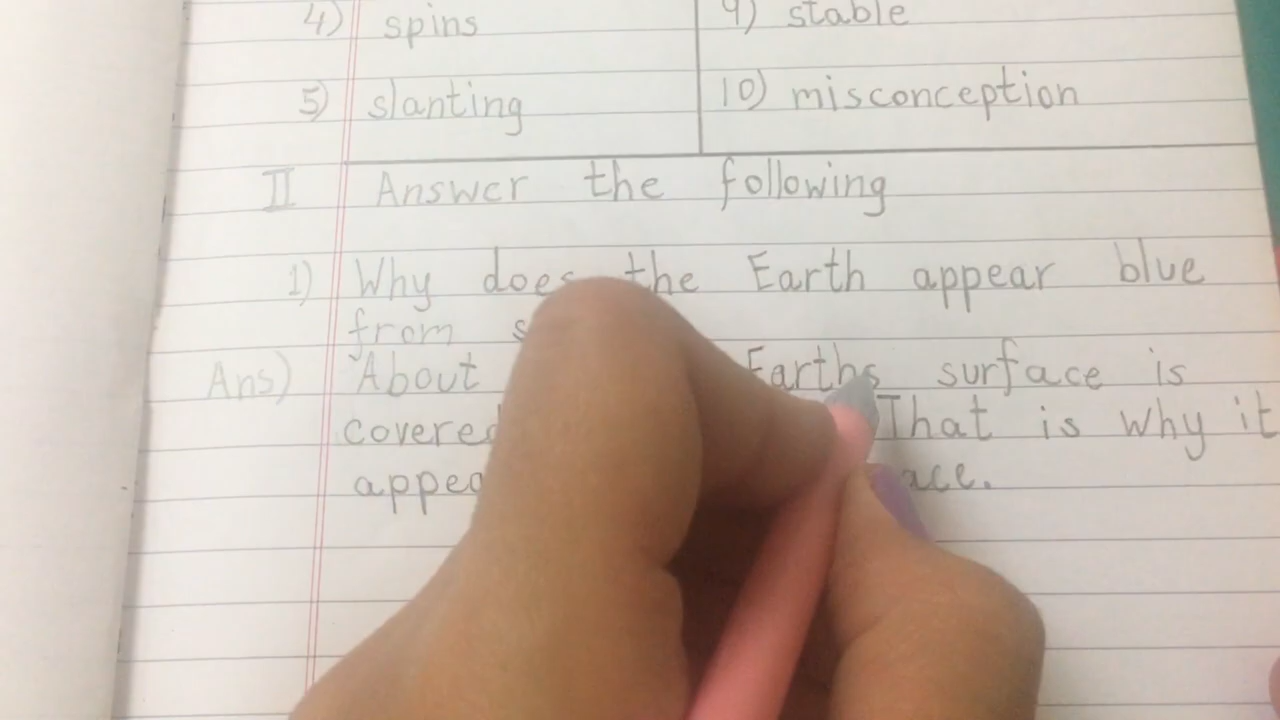 4) spins 9) stable
5) slanting 10) misconception
II Answer the following
1) Why does the Earth appear blue
from
Ans) About Earths surface is
covered That is why it